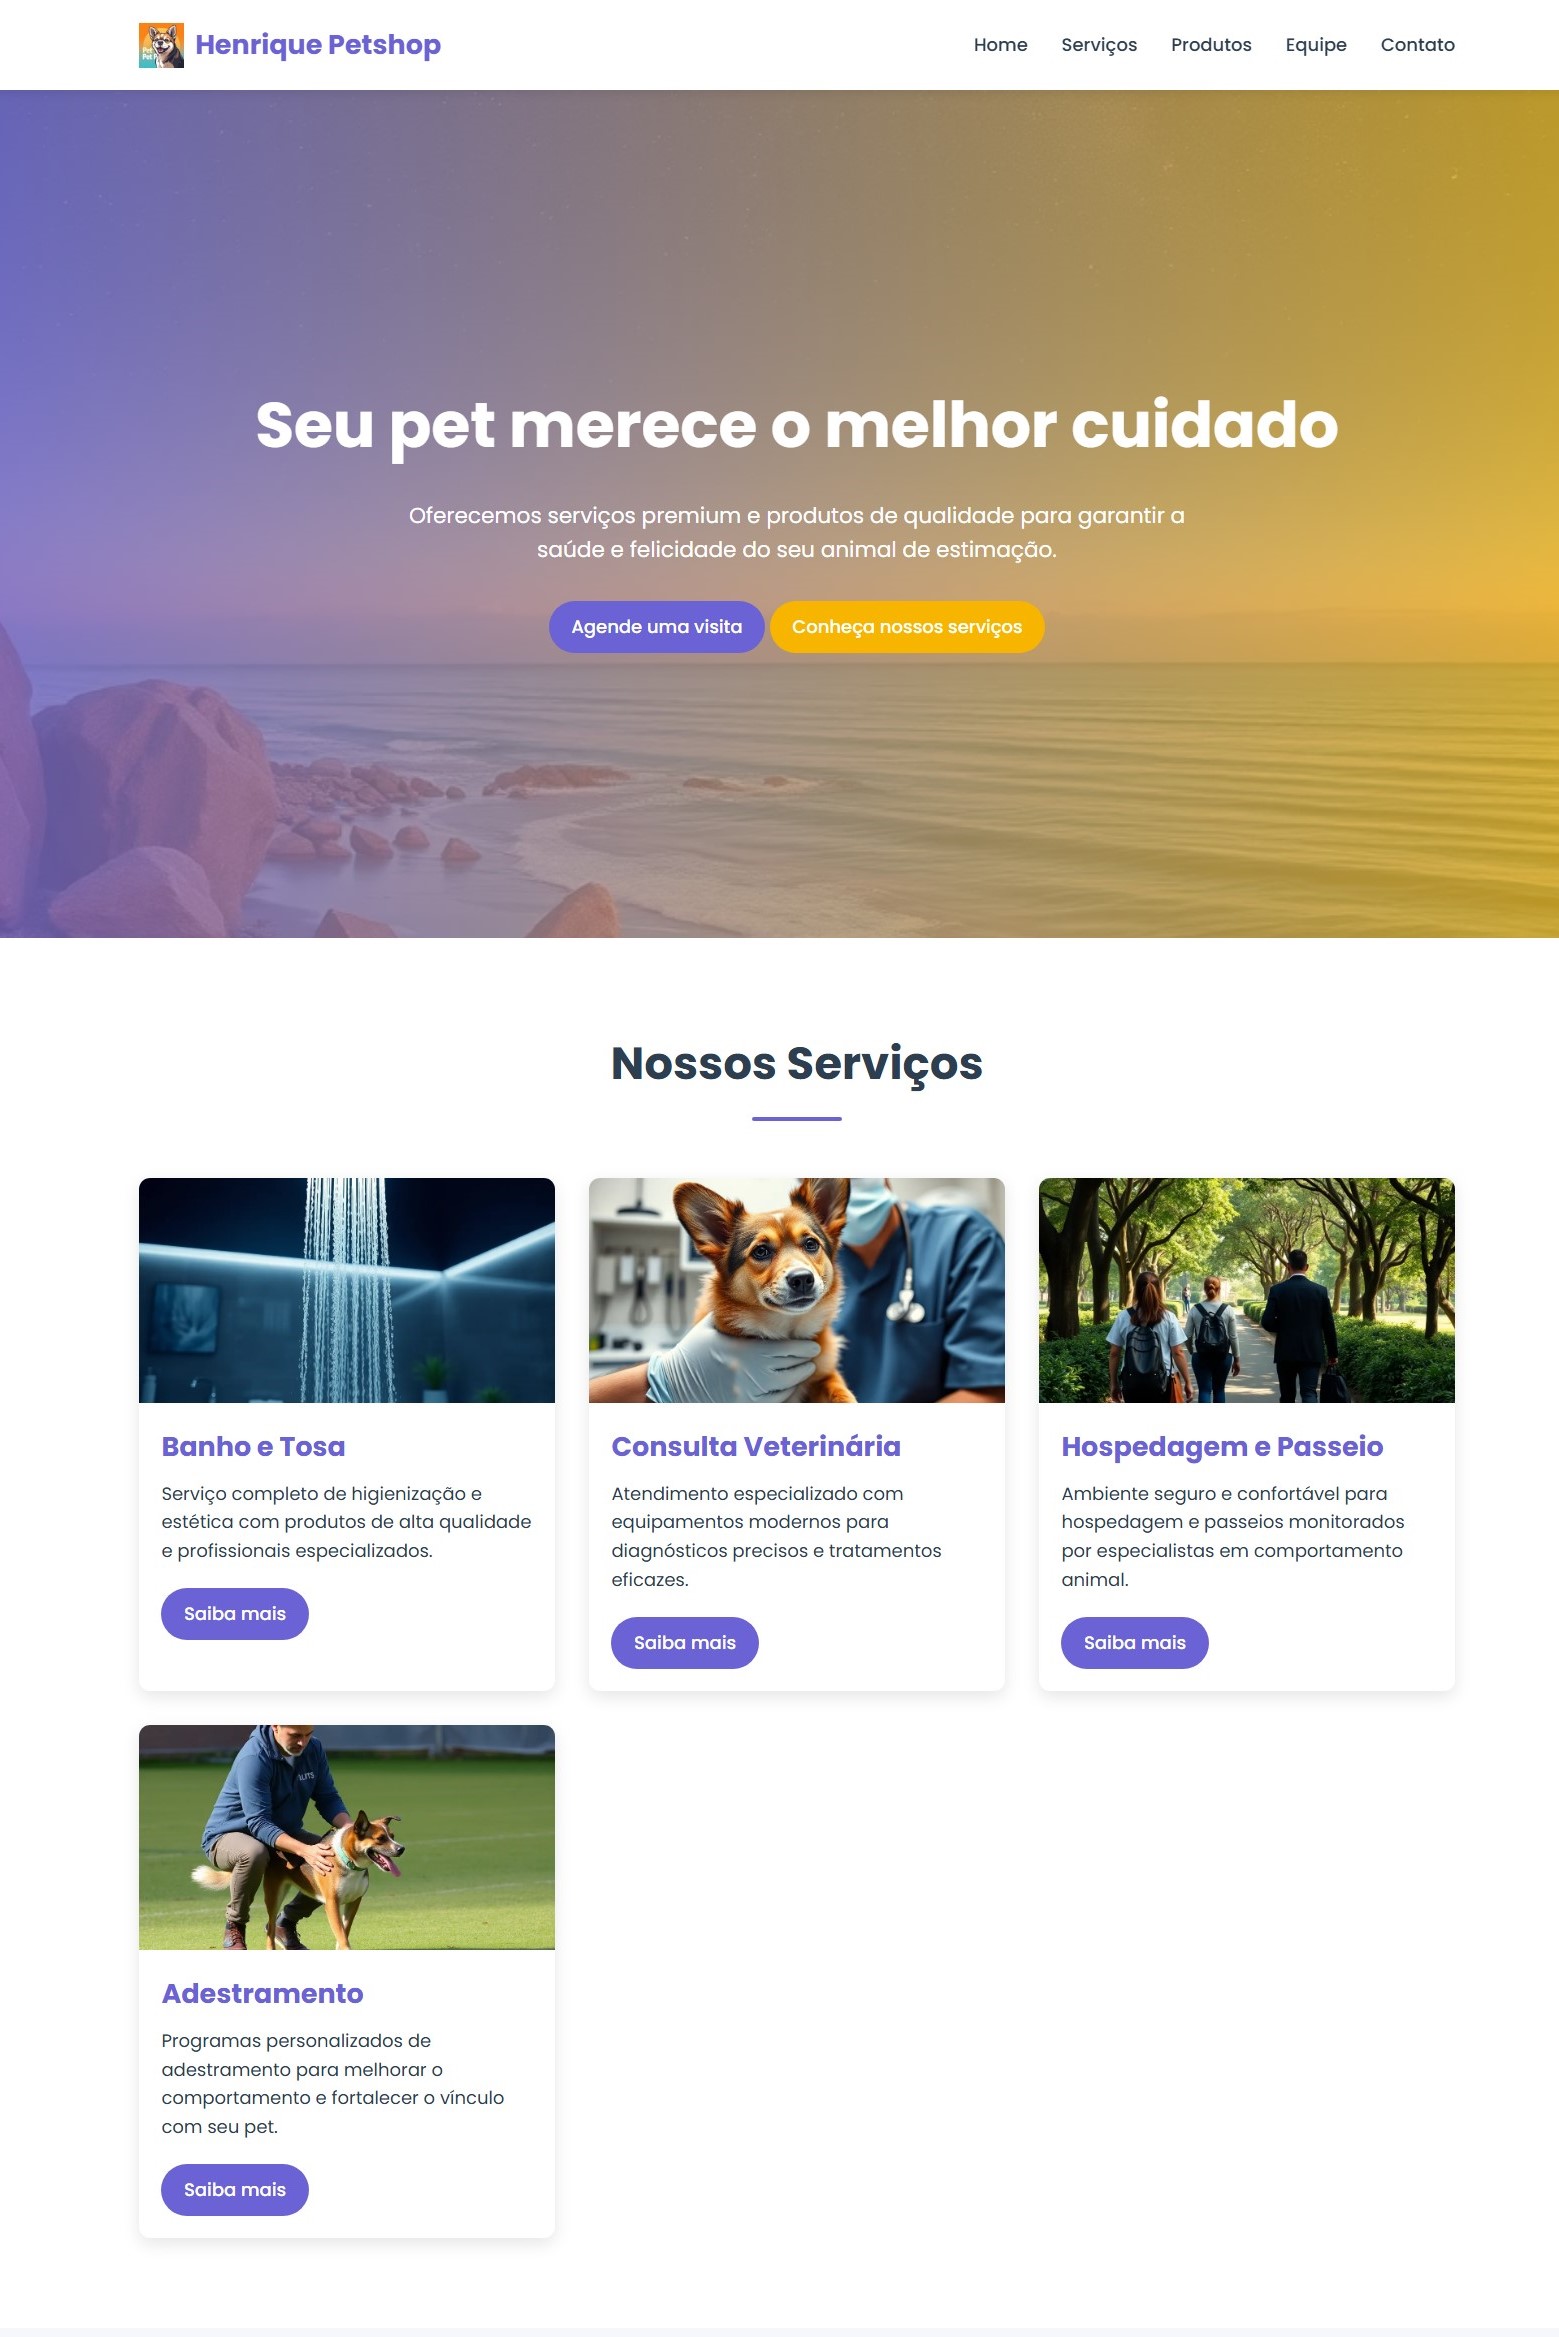 Henrique Petshop
Home Serviços Produtos Equipe Contato
Seu pet merece o melhor cuidado
Oferecemos serviços premium e produtos de qualidade para garantir a
saúde e felicidade do seu animal de estimação.
Agende uma visita Conheça nossos serviços
Nossos Serviços
Banho e Tosa
Serviço completo de higienização e
estética com produtos de alta qualidade
e profissionais especializados.
Saiba mais
Consulta Veterinária
Atendimento especializado com
equipamentos modernos para
diagnósticos precisos e tratamentos
eficazes.
Saiba mais
Hospedagem e Passeio
Ambiente seguro e confortável para
hospedagem e passeios monitorados
por especialistas em comportamento
animal.
Saiba mais
Adestramento
Programas personalizados de
adestramento para melhorar o
comportamento e fortalecer o vínculo
com seu pet.
Saiba mais